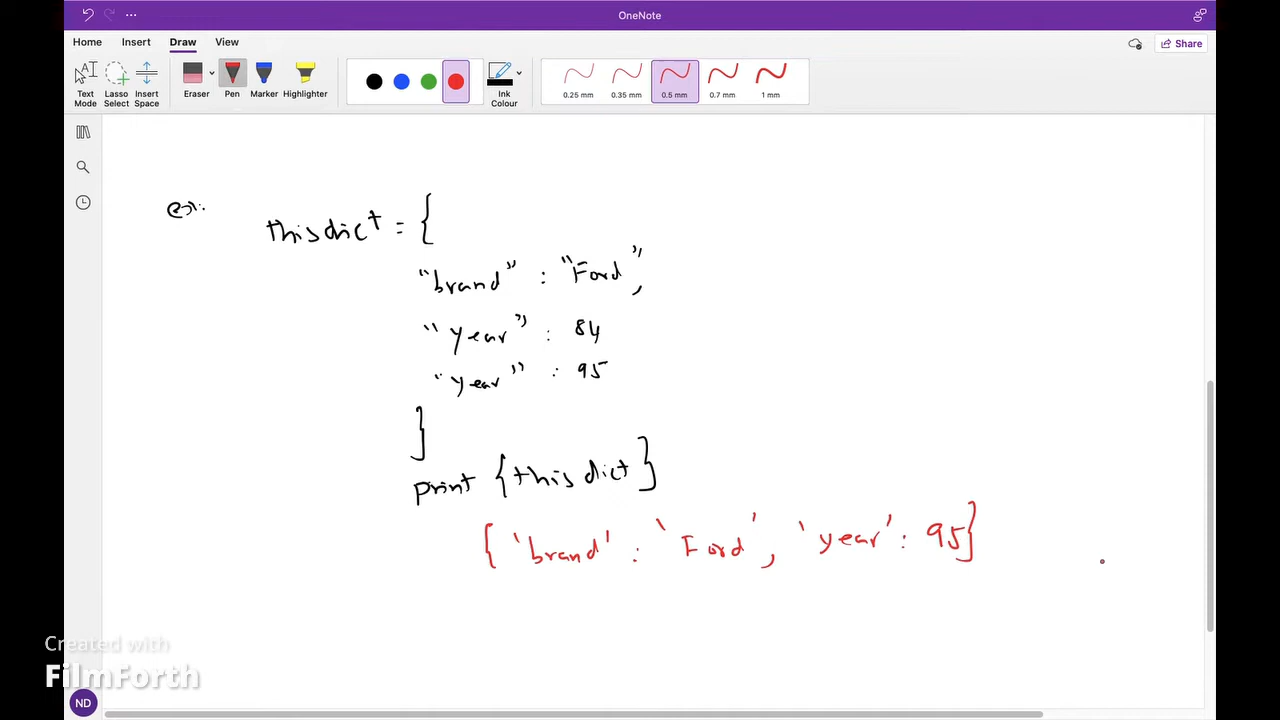 OneNote
Home Insert Draw View
Share
Text Mode Lasso Select Insert Space Eraser Pen Marker Highlighter Ink Colour 0.25 mm 0.35 mm 0.5 mm 0.7 mm 1 mm
thisdict = {
"brand" : "Ford",
"year" : 84
"year" : 95
}
print {thisdict}
{'brand' : 'Ford', 'year' : 95}
Created with
FilmForth
ND